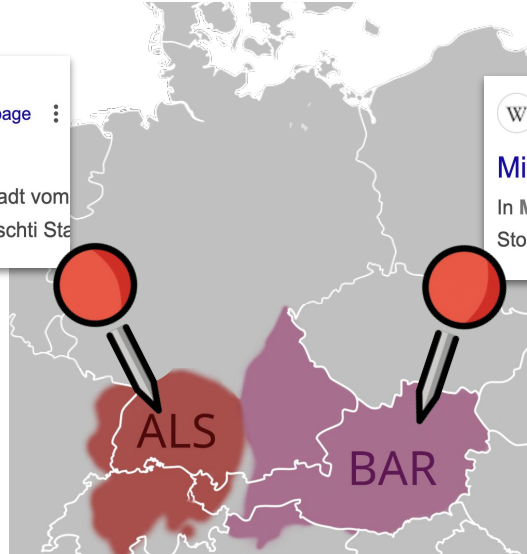 page
adt vom
schti Sta
W
Mi
In M
Sto
ALS
BAR